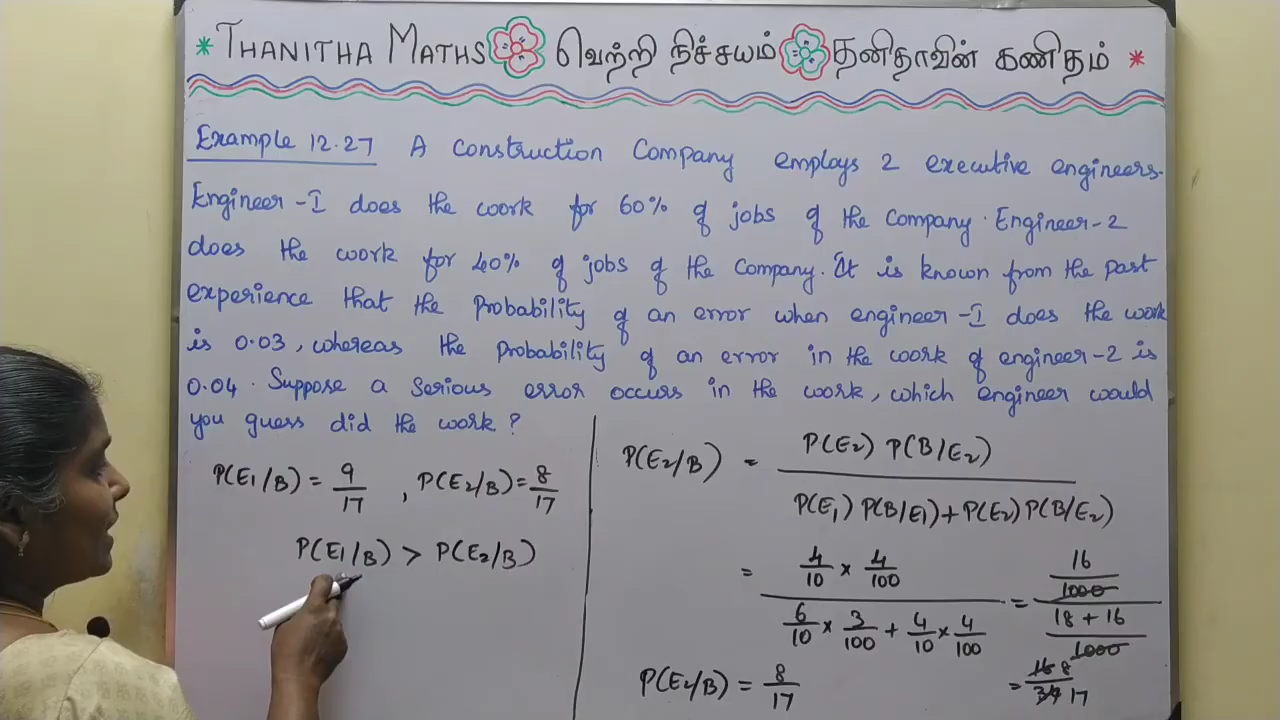 * THANITHA MATHS வெற்றி நிச்சயம் தனிதாவின் கணிதம் *
Example 12.27 A Construction Company employs 2 executive engineers.
Engineer -I does the work for 60% of jobs of the Company. Engineer-2
does the work for 40% of jobs of the Company. It is known from the past
experience that the Probability of an error when engineer-I does the work
is 0.03, whereas the Probability of an error in the work of engineer-2 is
0.04. Suppose a serious error occurs in the work, which engineer would
you guess did the work?
P(E1/B) = 9/17, P(E2/B) = 8/17
P(E1/B) > P(E2/B)
P(E2/B) = P(E2) P(B/E2) / P(E1) P(B/E1) + P(E2) P(B/E2)
= 4/10 × 4/100 / 6/10 × 3/100 + 4/10 × 4/100 = 16/1000 / 18 + 16/1000
= 16 8/34 17
P(E2/B) = 8/17